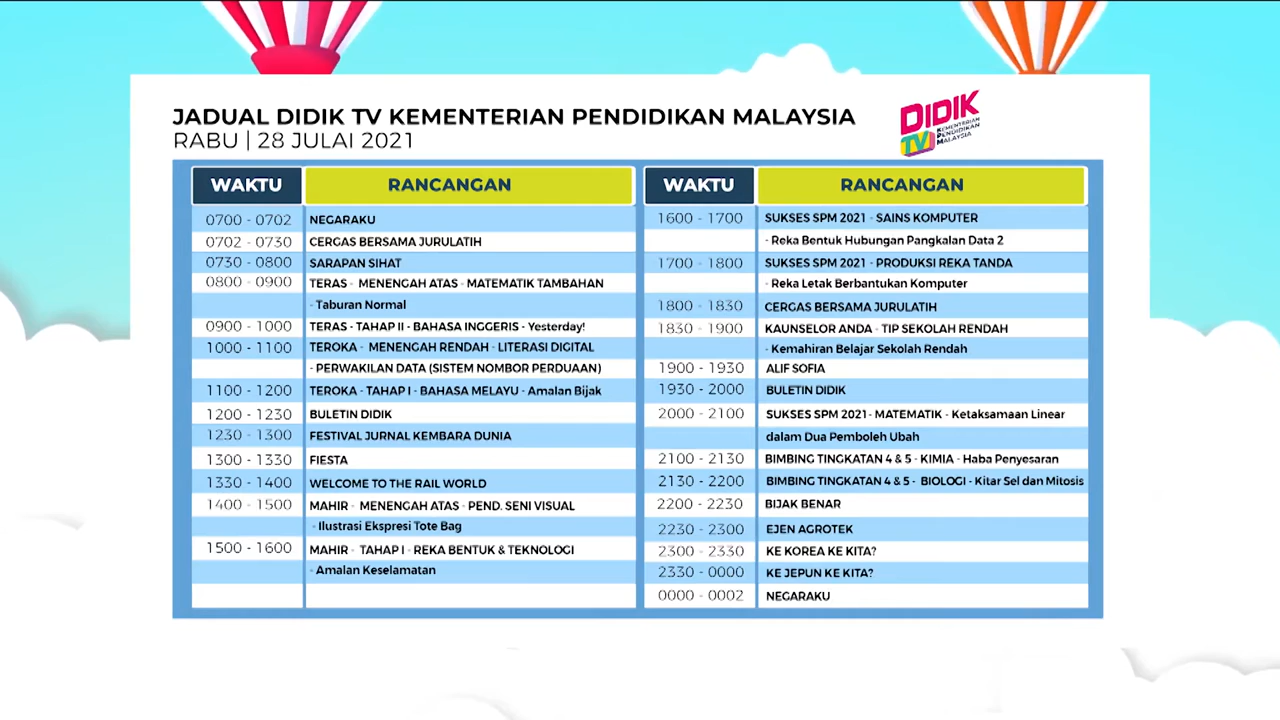 JADUAL DIDIK TV KEMENTERIAN PENDIDIKAN MALAYSIA
RABU | 28 JULAI 2021
DIDIK
TV KEMENTERIAN
PENDIDIKAN
MALAYSIA
WAKTU RANCANGAN
0700 - 0702 NEGARAKU
0702 - 0730 CERGAS BERSAMA JURULATIH
0730 - 0800 SARAPAN SIHAT
0800 - 0900 TERAS - MENENGAH ATAS - MATEMATIK TAMBAHAN
- Taburan Normal
0900 - 1000 TERAS - TAHAP II - BAHASA INGGERIS - Yesterday!
1000 - 1100 TEROKA - MENENGAH RENDAH - LITERASI DIGITAL
- PERWAKILAN DATA (SISTEM NOMBOR PERDUAAN)
1100 - 1200 TEROKA - TAHAP I - BAHASA MELAYU - Amalan Bijak
1200 - 1230 BULETIN DIDIK
1230 - 1300 FESTIVAL JURNAL KEMBARA DUNIA
1300 - 1330 FIESTA
1330 - 1400 WELCOME TO THE RAIL WORLD
1400 - 1500 MAHIR - MENENGAH ATAS - PEND. SENI VISUAL
- Ilustrasi Ekspresi Tote Bag
1500 - 1600 MAHIR - TAHAP I - REKA BENTUK & TEKNOLOGI
- Amalan Keselamatan
WAKTU RANCANGAN
1600 - 1700 SUKSES SPM 2021 - SAINS KOMPUTER
- Reka Bentuk Hubungan Pangkalan Data 2
1700 - 1800 SUKSES SPM 2021 - PRODUKSI REKA TANDA
- Reka Letak Berbantukan Komputer
1800 - 1830 CERGAS BERSAMA JURULATIH
1830 - 1900 KAUNSELOR ANDA - TIP SEKOLAH RENDAH
- Kemahiran Belajar Sekolah Rendah
1900 - 1930 ALIF SOFIA
1930 - 2000 BULETIN DIDIK
2000 - 2100 SUKSES SPM 2021 - MATEMATIK - Ketaksamaan Linear
dalam Dua Pemboleh Ubah
2100 - 2130 BIMBING TINGKATAN 4 & 5 - KIMIA - Haba Penyesaran
2130 - 2200 BIMBING TINGKATAN 4 & 5 - BIOLOGI - Kitar Sel dan Mitosis
2200 - 2230 BIJAK BENAR
2230 - 2300 EJEN AGROTEK
2300 - 2330 KE KOREA KE KITA?
2330 - 0000 KE JEPUN KE KITA?
0000 - 0002 NEGARAKU